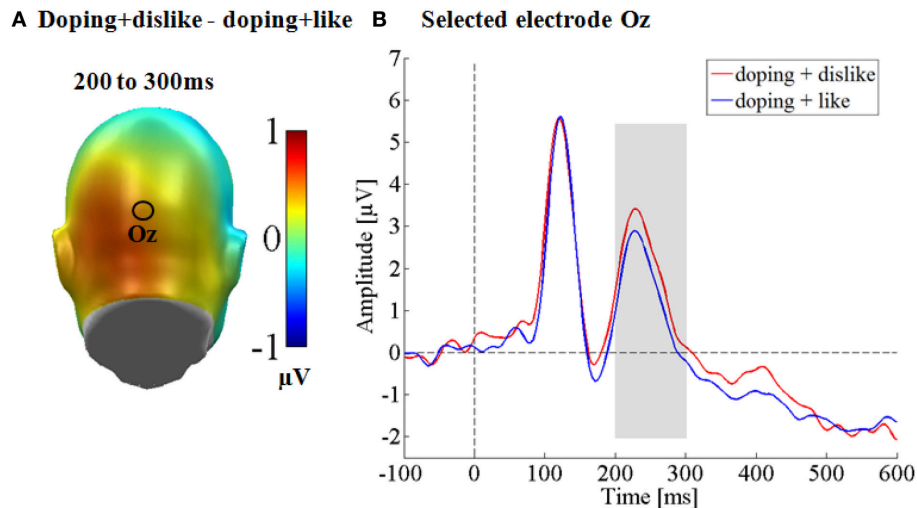 A Doping+dislike - doping+like
200 to 300ms
Oz
1
0
-1
µV
B Selected electrode Oz
doping + dislike
doping + like
Amplitude [µV]
7
6
5
4
3
2
1
0
-1
-2
-100 0 100 200 300 400 500 600
Time [ms]